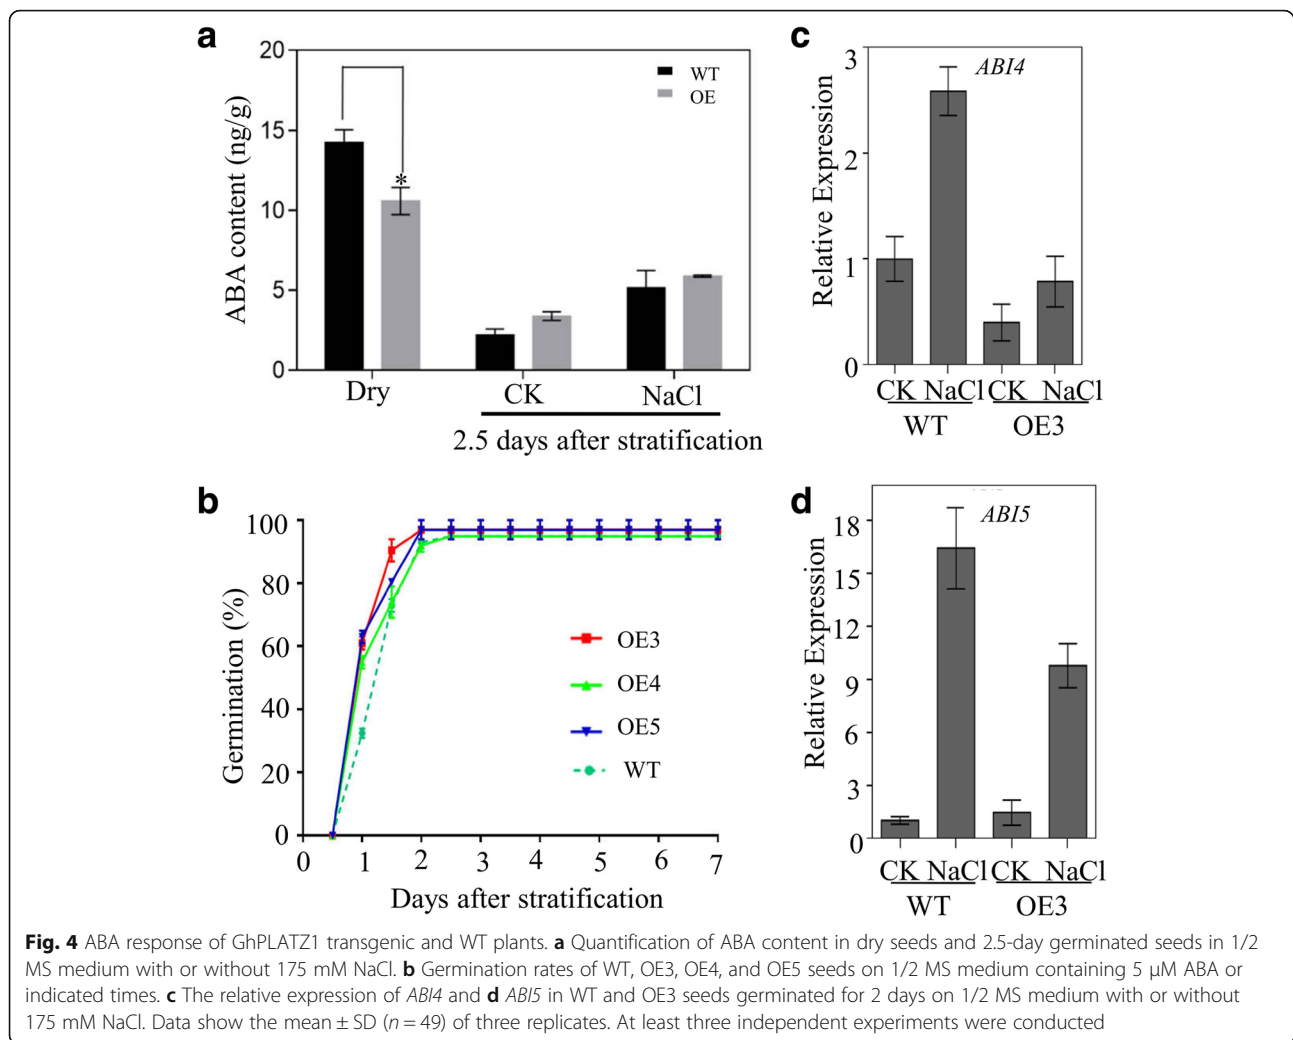 a
20
15
10
5
0
ABA content (ng/g)
WT
OE
*
Dry
CK
NaCl
2.5 days after stratification
b
100
80
60
40
20
0
Germination (%)
OE3
OE4
OE5
WT
0 1 2 3 4 5 6 7
Days after stratification
c
3
2
1
0
Relative Expression
ABI4
CK NaCl CK NaCl
WT OE3
d
18
15
12
9
6
3
0
Relative Expression
ABI5
CK NaCl CK NaCl
WT OE3
Fig. 4 ABA response of GhPLATZ1 transgenic and WT plants. a Quantification of ABA content in dry seeds and 2.5-day germinated seeds in 1/2
MS medium with or without 175 mM NaCl. b Germination rates of WT, OE3, OE4, and OE5 seeds on 1/2 MS medium containing 5 μM ABA or
indicated times. c The relative expression of ABI4 and d ABI5 in WT and OE3 seeds germinated for 2 days on 1/2 MS medium with or without
175 mM NaCl. Data show the mean ± SD (n = 49) of three replicates. At least three independent experiments were conducted